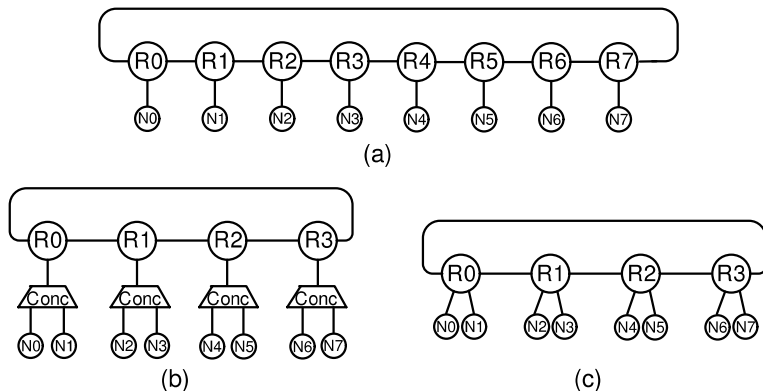 R0 R1 R2 R3 R4 R5 R6 R7
N0 N1 N2 N3 N4 N5 N6 N7
(a)
R0 R1 R2 R3
Conc Conc Conc Conc
N0 N1 N2 N3 N4 N5 N6 N7
(b)
R0 R1 R2 R3
N0 N1 N2 N3 N4 N5 N6 N7
(c)